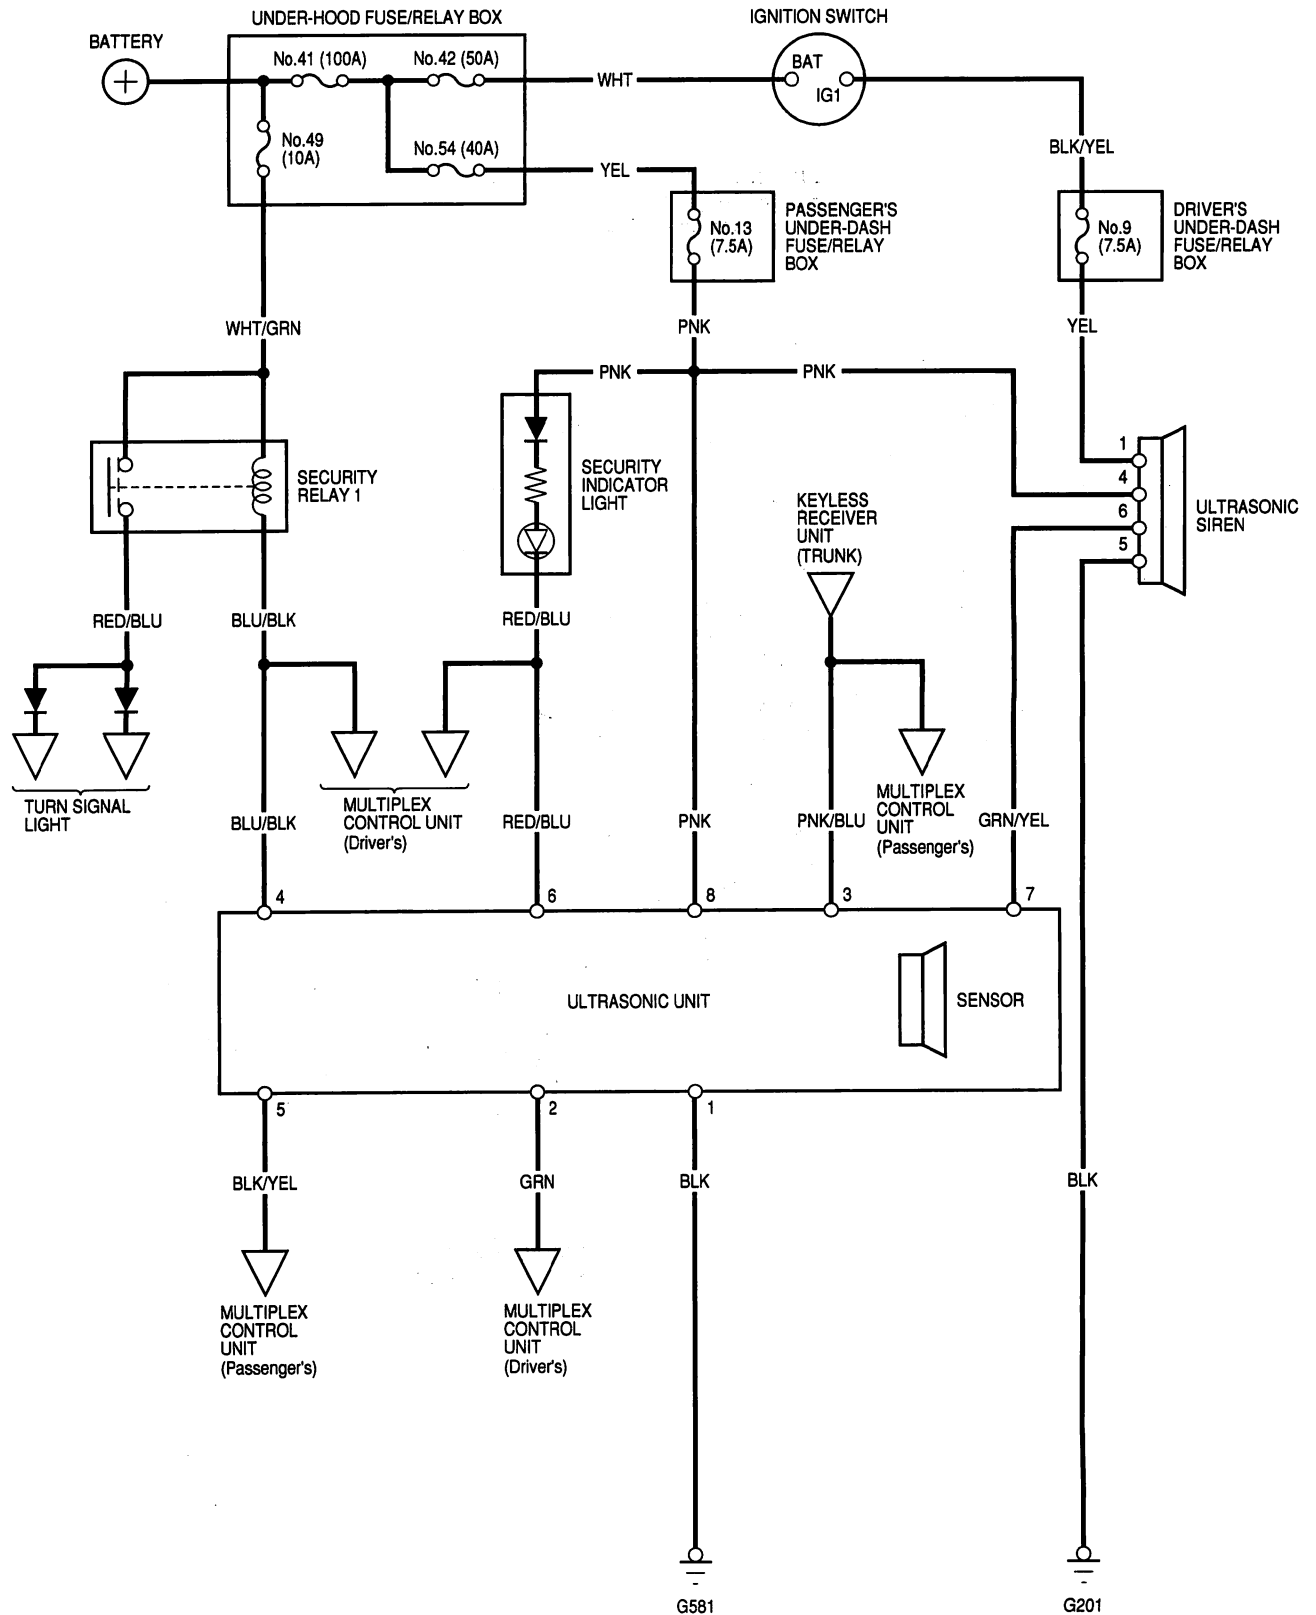 UNDER-HOOD FUSE/RELAY BOX
IGNITION SWITCH
BATTERY
+
No.41 (100A)
No.42 (50A)
WHT
BAT
IG1
No.49
(10A)
No.54 (40A)
YEL
BLK/YEL
No.13
(7.5A)
PASSENGER'S
UNDER-DASH
FUSE/RELAY
BOX
No.9
(7.5A)
DRIVER'S
UNDER-DASH
FUSE/RELAY
BOX
WHT/GRN
PNK
YEL
PNK
PNK
SECURITY
RELAY 1
SECURITY
INDICATOR
LIGHT
KEYLESS
RECEIVER
UNIT
(TRUNK)
1
4
6
5
ULTRASONIC
SIREN
RED/BLU
BLU/BLK
RED/BLU
TURN SIGNAL
LIGHT
BLU/BLK
MULTIPLEX
CONTROL UNIT
(Driver's)
RED/BLU
PNK
PNK/BLU
MULTIPLEX
CONTROL
UNIT
(Passenger's)
GRN/YEL
4
6
8
3
7
ULTRASONIC UNIT
SENSOR
5
2
1
BLK/YEL
GRN
BLK
BLK
MULTIPLEX
CONTROL
UNIT
(Passenger's)
MULTIPLEX
CONTROL
UNIT
(Driver's)
G581
G201